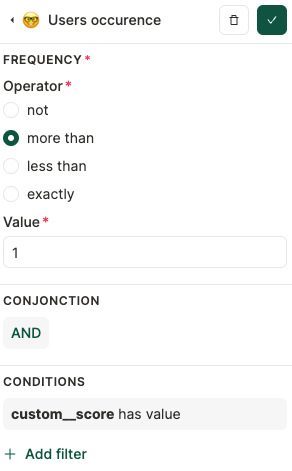 Users occurence
FREQUENCY*
Operator*
not
more than
less than
exactly
Value*
1
CONJONCTION
AND
CONDITIONS
custom__score has value
+ Add filter